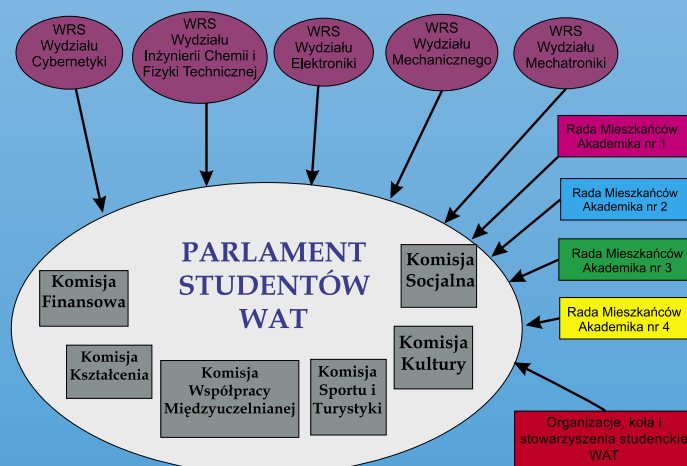 WRS
Wydziału
Cybernetyki
WRS
Wydziału
Inżynierii Chemii i
Fizyki Technicznej
WRS
Wydziału
Elektroniki
WRS
Wydziału
Mechanicznego
WRS
Wydziału
Mechatroniki
Rada Mieszkańców
Akademika nr 1
Rada Mieszkańców
Akademika nr 2
Rada Mieszkańców
Akademika nr 3
Rada Mieszkańców
Akademika nr 4
Organizacje, koła i
stowarzyszenia studenckie
WAT
PARLAMENT
STUDENTÓW
WAT
Komisja
Finansowa
Komisja
Socjalna
Komisja
Kształcenia
Komisja
Współpracy
Międzyuczelnianej
Komisja
Sportu i
Turystyki
Komisja
Kultury